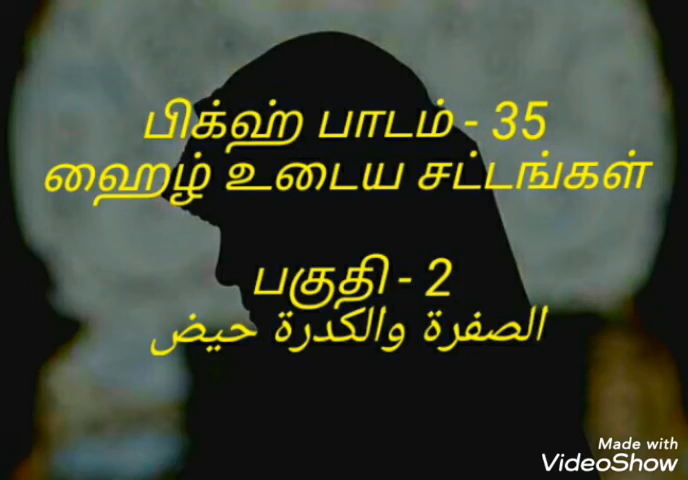 பிக்ஹ் பாடம் - 35
ஹைழ் உடைய சட்டங்கள்
பகுதி - 2
الصفرة والكدرة حيض
Made with
VideoShow